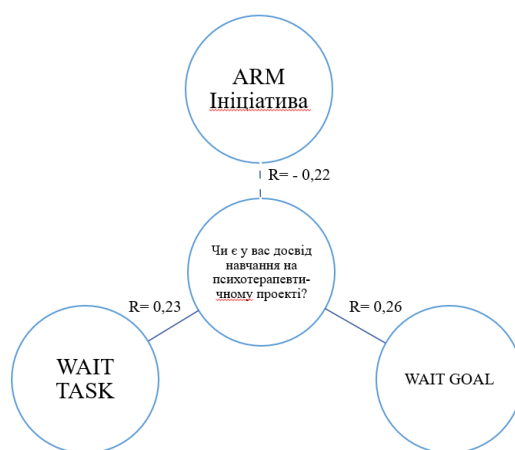 ARM
Ініціатива
R= - 0,22
Чи є у вас досвід
навчання на
психотерапевти-
чному проекті?
R= 0,23
R= 0,26
WAIT
TASK
WAIT GOAL